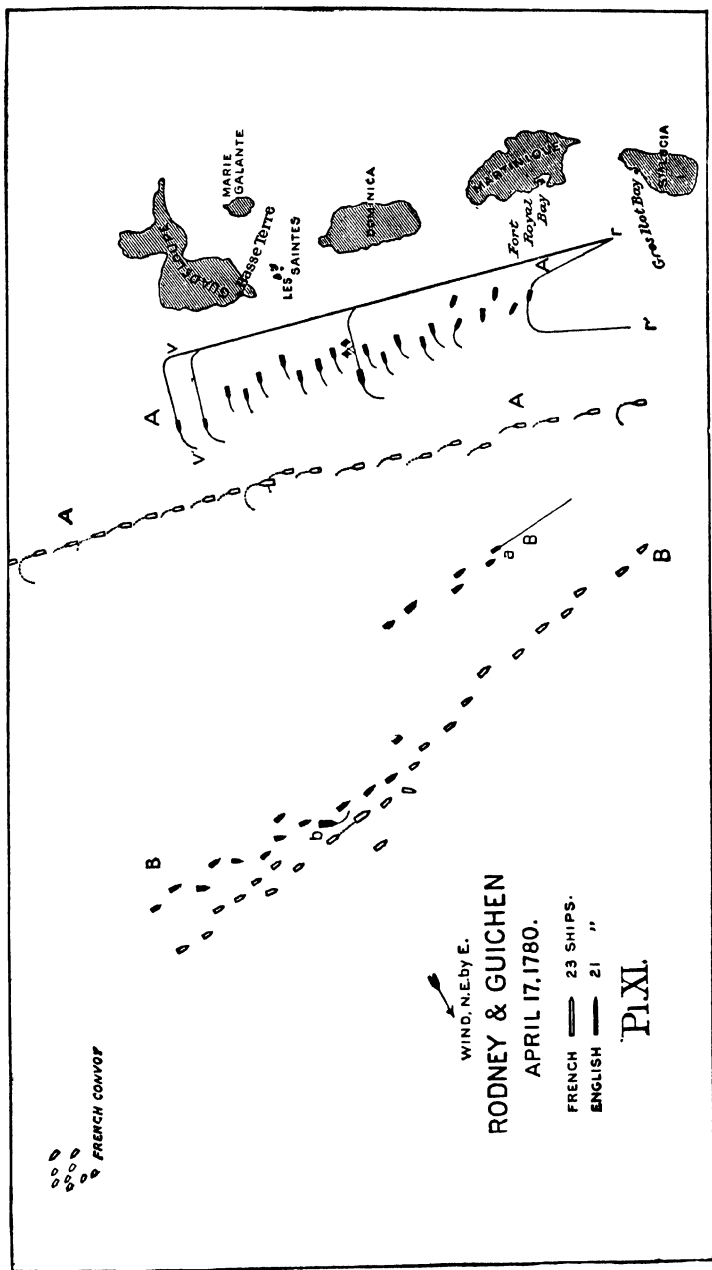 GUADELOUPE
MARIE
GALANTE
Basse Terre
LES SAINTES
DOMINICA
MARTINIQUE
Fort
Royal
Bay
Gros Ilot Bay
ST. LUCIA
V
V'
A
A
r
r'
A
A
a
B
B
B
b
WIND, N.E.by E.
RODNEY & GUICHEN
APRIL 17, 1780.
FRENCH 23 SHIPS.
ENGLISH 21 "
Pl.XI.
FRENCH CONVOY